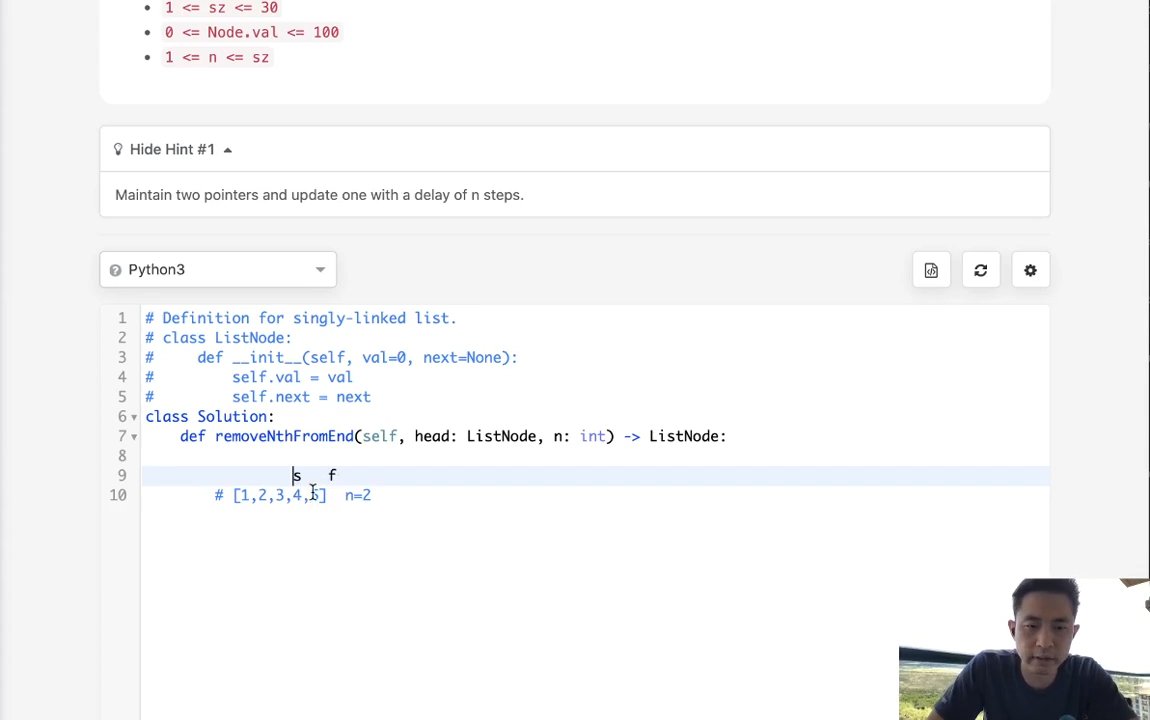 1 <= sz <= 30
0 <= Node.val <= 100
1 <= n <= sz
Hide Hint #1
Maintain two pointers and update one with a delay of n steps.
Python3
1 # Definition for singly-linked list.
2 # class ListNode:
3 #     def __init__(self, val=0, next=None):
4 #         self.val = val
5 #         self.next = next
6 class Solution:
7     def removeNthFromEnd(self, head: ListNode, n: int) -> ListNode:
8
9                  s   f
10         # [1,2,3,4,5]  n=2